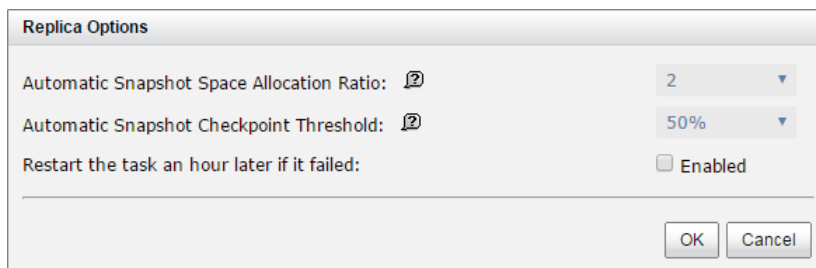 Replica Options
Automatic Snapshot Space Allocation Ratio: 2
Automatic Snapshot Checkpoint Threshold: 50%
Restart the task an hour later if it failed: Enabled
OK Cancel